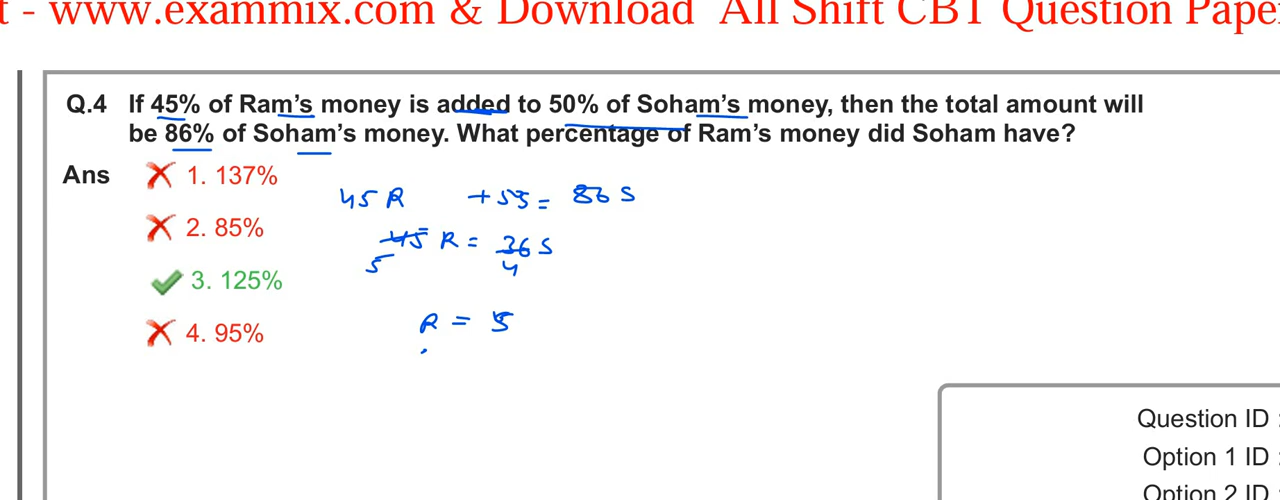 t - www.exammix.com & Download All Shift CBT Question Pape
Q.4 If 45% of Ram's money is added to 50% of Soham's money, then the total amount will
be 86% of Soham's money. What percentage of Ram's money did Soham have?
Ans 1. 137%
45 R + 5S = 86 S
2. 85%
45 R = 36 S
5 4
3. 125%
R = 5
4. 95%
Question ID :
Option 1 ID :
Option 2 ID :